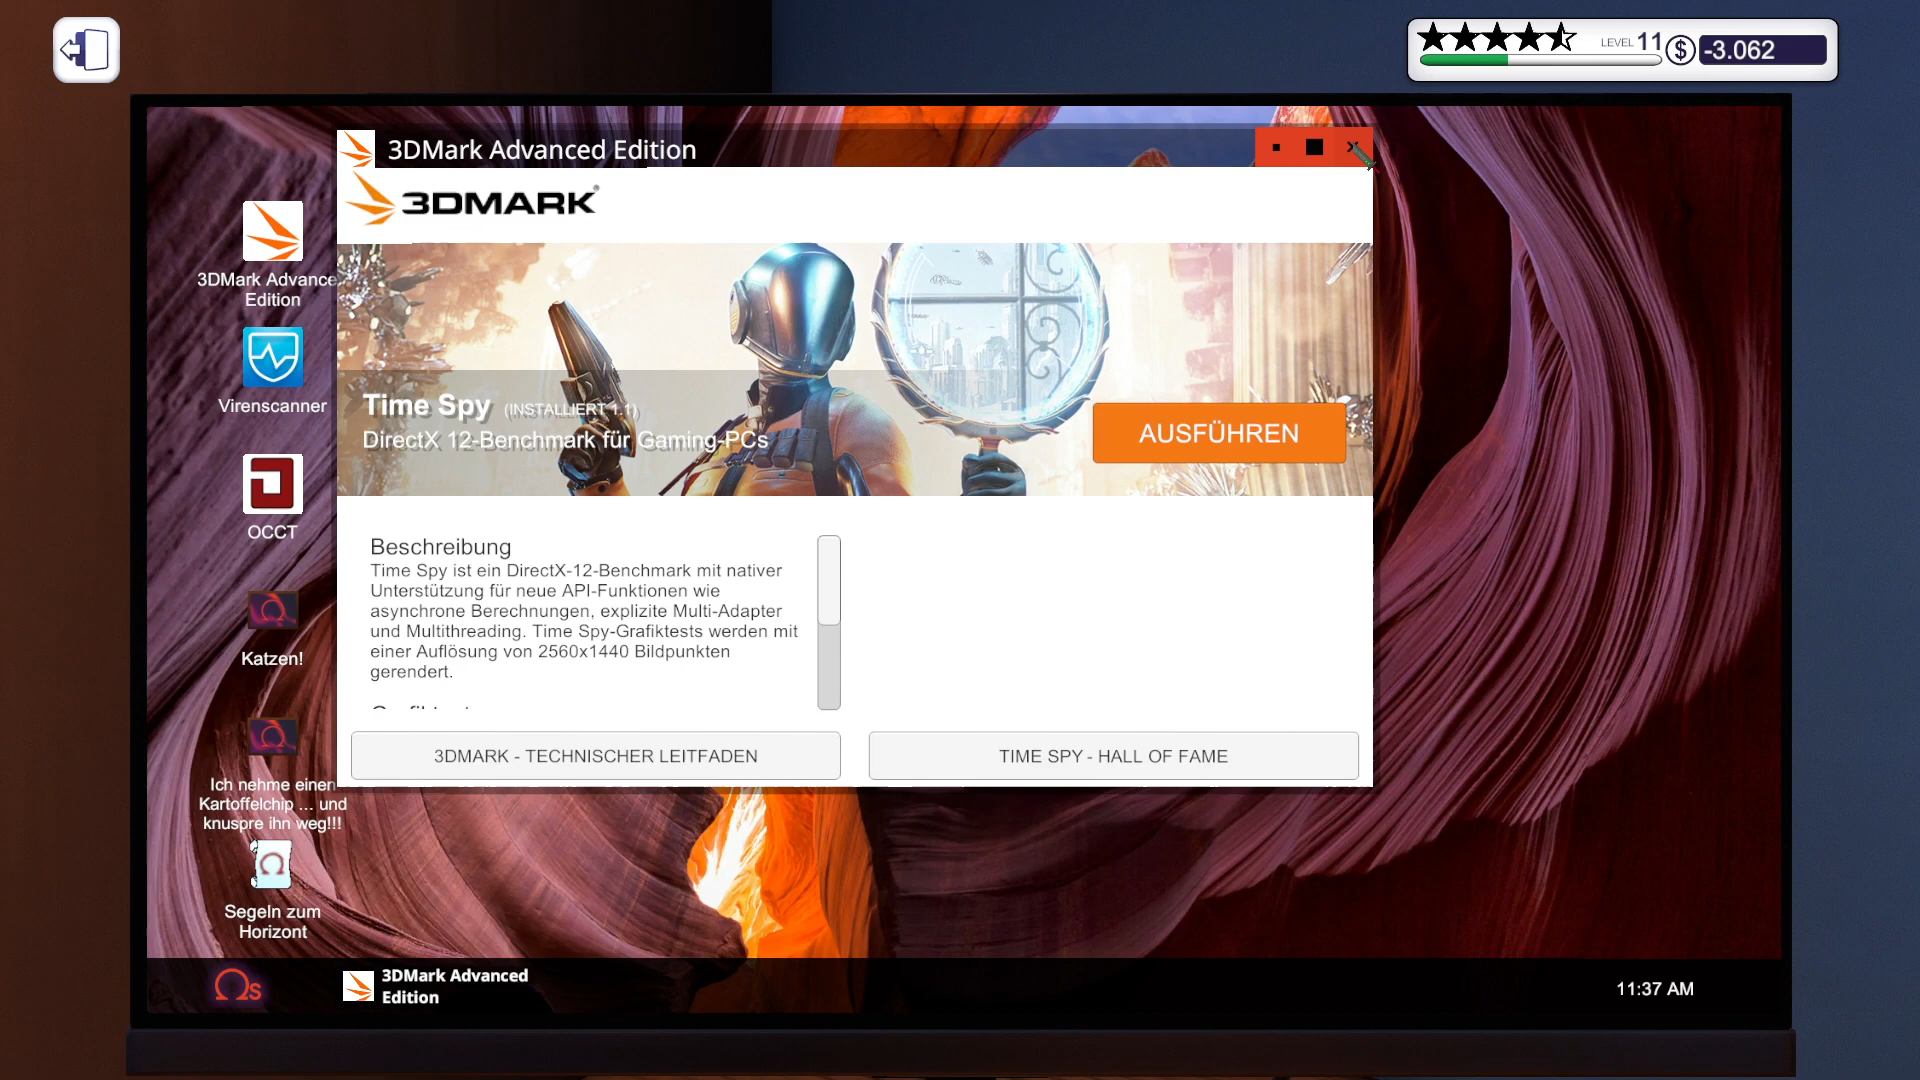 LEVEL 11
$ -3.062
3DMark Advanced Edition
3DMARK®
3DMark Advance
Edition
Virenscanner
OCCT
Katzen!
Ich nehme einen
Kartoffelchip ... und
knuspre ihn weg!!!
Segeln zum
Horizont
Time Spy (INSTALLIERT 1.1)
DirectX 12-Benchmark für Gaming-PCs
AUSFÜHREN
Beschreibung
Time Spy ist ein DirectX-12-Benchmark mit nativer
Unterstützung für neue API-Funktionen wie
asynchrone Berechnungen, explizite Multi-Adapter
und Multithreading. Time Spy-Grafiktests werden mit
einer Auflösung von 2560x1440 Bildpunkten
gerendert.
3DMARK - TECHNISCHER LEITFADEN
TIME SPY - HALL OF FAME
Ωs
3DMark Advanced
Edition
11:37 AM